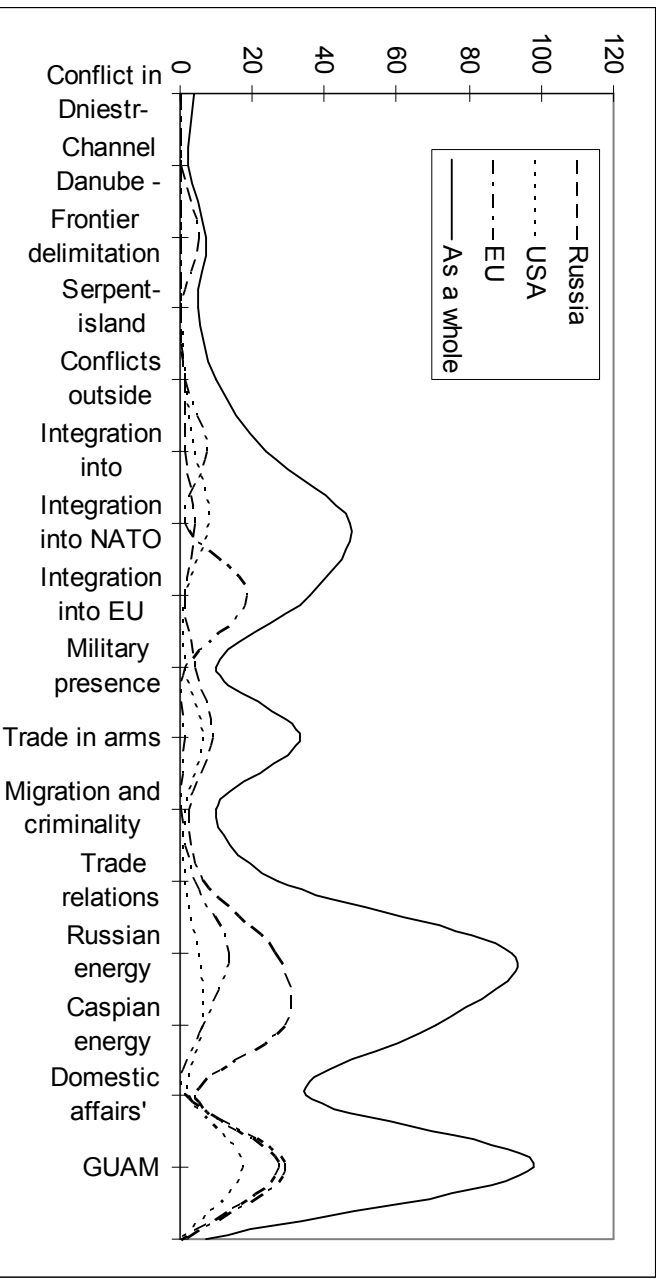 0
20
40
60
80
100
120
Russia
USA
EU
As a whole
Conflict in
Dniestr-
Channel
Danube -
Frontier
delimitation
Serpent-
island
Conflicts
outside
Integration
into
Integration
into NATO
Integration
into EU
Military
presence
Trade in arms
Migration and
criminality
Trade
relations
Russian
energy
Caspian
energy
Domestic
affairs'
GUAM